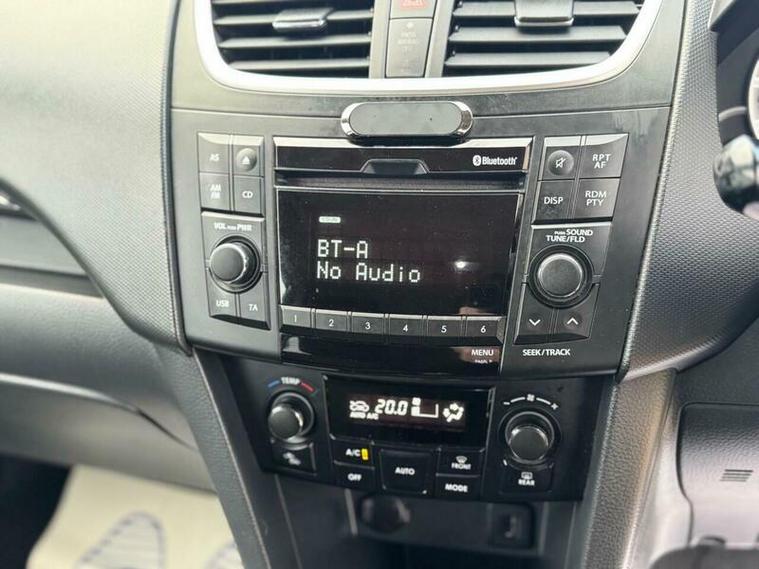 Bluetooth
AS
RPT AF
AM FM
CD
DISP
RDM PTY
VOL PUSH PWR
PUSH SOUND
TUNE/FLD
BT-A
No Audio
USB
TA
1 2 3 4 5 6
MENU
SEEK/TRACK
TEMP
20.0
AUTO A/C
A/C
AUTO
FRONT
OFF
MODE
REAR